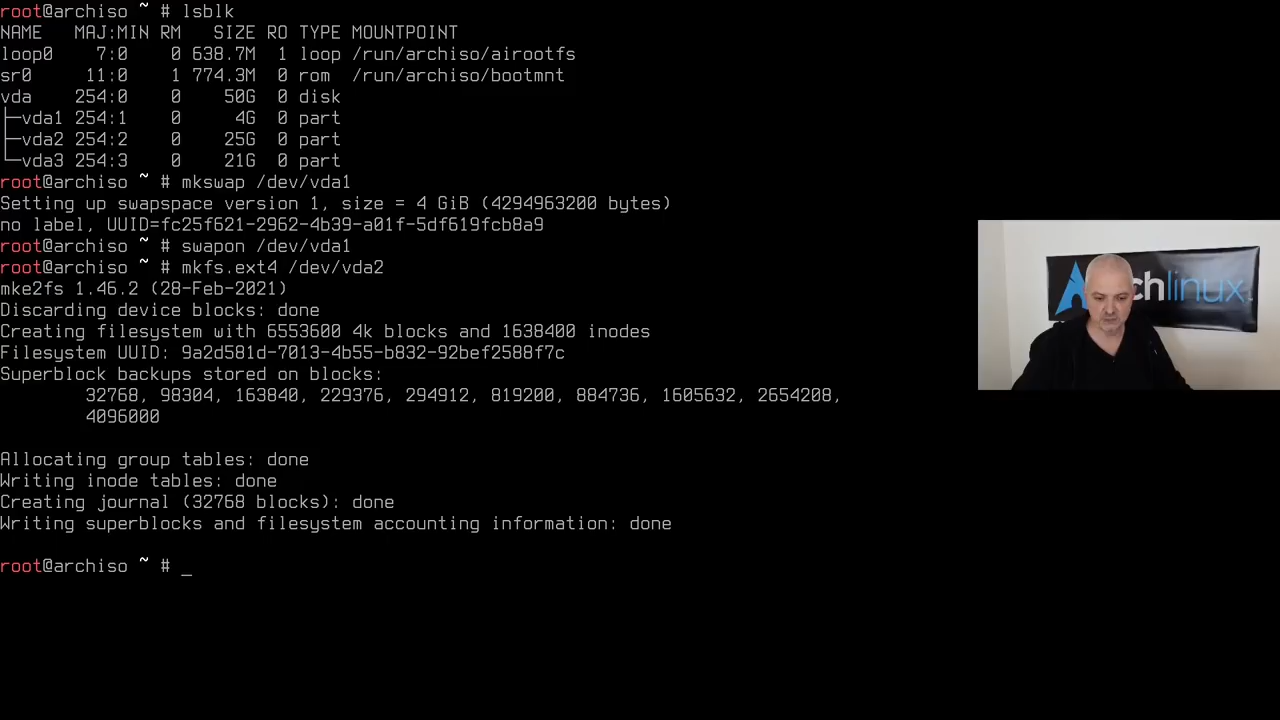 root@archiso ~ # lsblk
NAME   MAJ:MIN RM   SIZE RO TYPE MOUNTPOINT
loop0    7:0    0 638.7M  1 loop /run/archiso/airootfs
sr0     11:0    1 774.3M  0 rom  /run/archiso/bootmnt
vda    254:0    0    50G  0 disk
├─vda1 254:1    0     4G  0 part
├─vda2 254:2    0    25G  0 part
└─vda3 254:3    0    21G  0 part
root@archiso ~ # mkswap /dev/vda1
Setting up swapspace version 1, size = 4 GiB (4294963200 bytes)
no label, UUID=fc25f621-2962-4b39-a01f-5df619fcb8a9
root@archiso ~ # swapon /dev/vda1
root@archiso ~ # mkfs.ext4 /dev/vda2
mke2fs 1.46.2 (28-Feb-2021)
Discarding device blocks: done
Creating filesystem with 6553600 4k blocks and 1638400 inodes
Filesystem UUID: 9a2d581d-7013-4b55-b832-92bef2588f7c
Superblock backups stored on blocks:
        32768, 98304, 163840, 229376, 294912, 819200, 884736, 1605632, 2654208,
        4096000
Allocating group tables: done
Writing inode tables: done
Creating journal (32768 blocks): done
Writing superblocks and filesystem accounting information: done
root@archiso ~ # _
chlinux